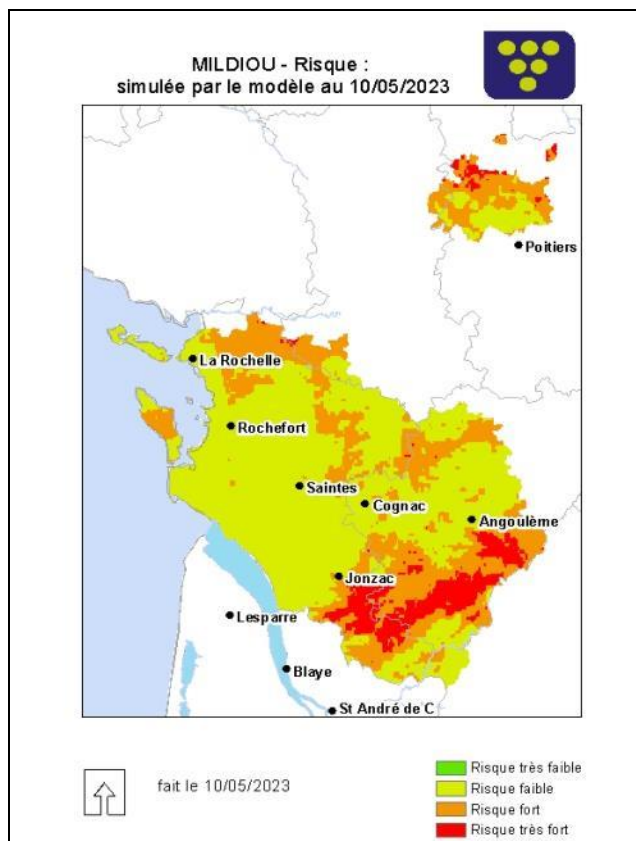 MILDIOU - Risque :
simulée par le modèle au 10/05/2023
Poitiers
La Rochelle
Rochefort
Saintes
Cognac
Angoulème
Jonzac
Lesparre
Blaye
St André de C
fait le 10/05/2023
Risque très faible
Risque faible
Risque fort
Risque très fort